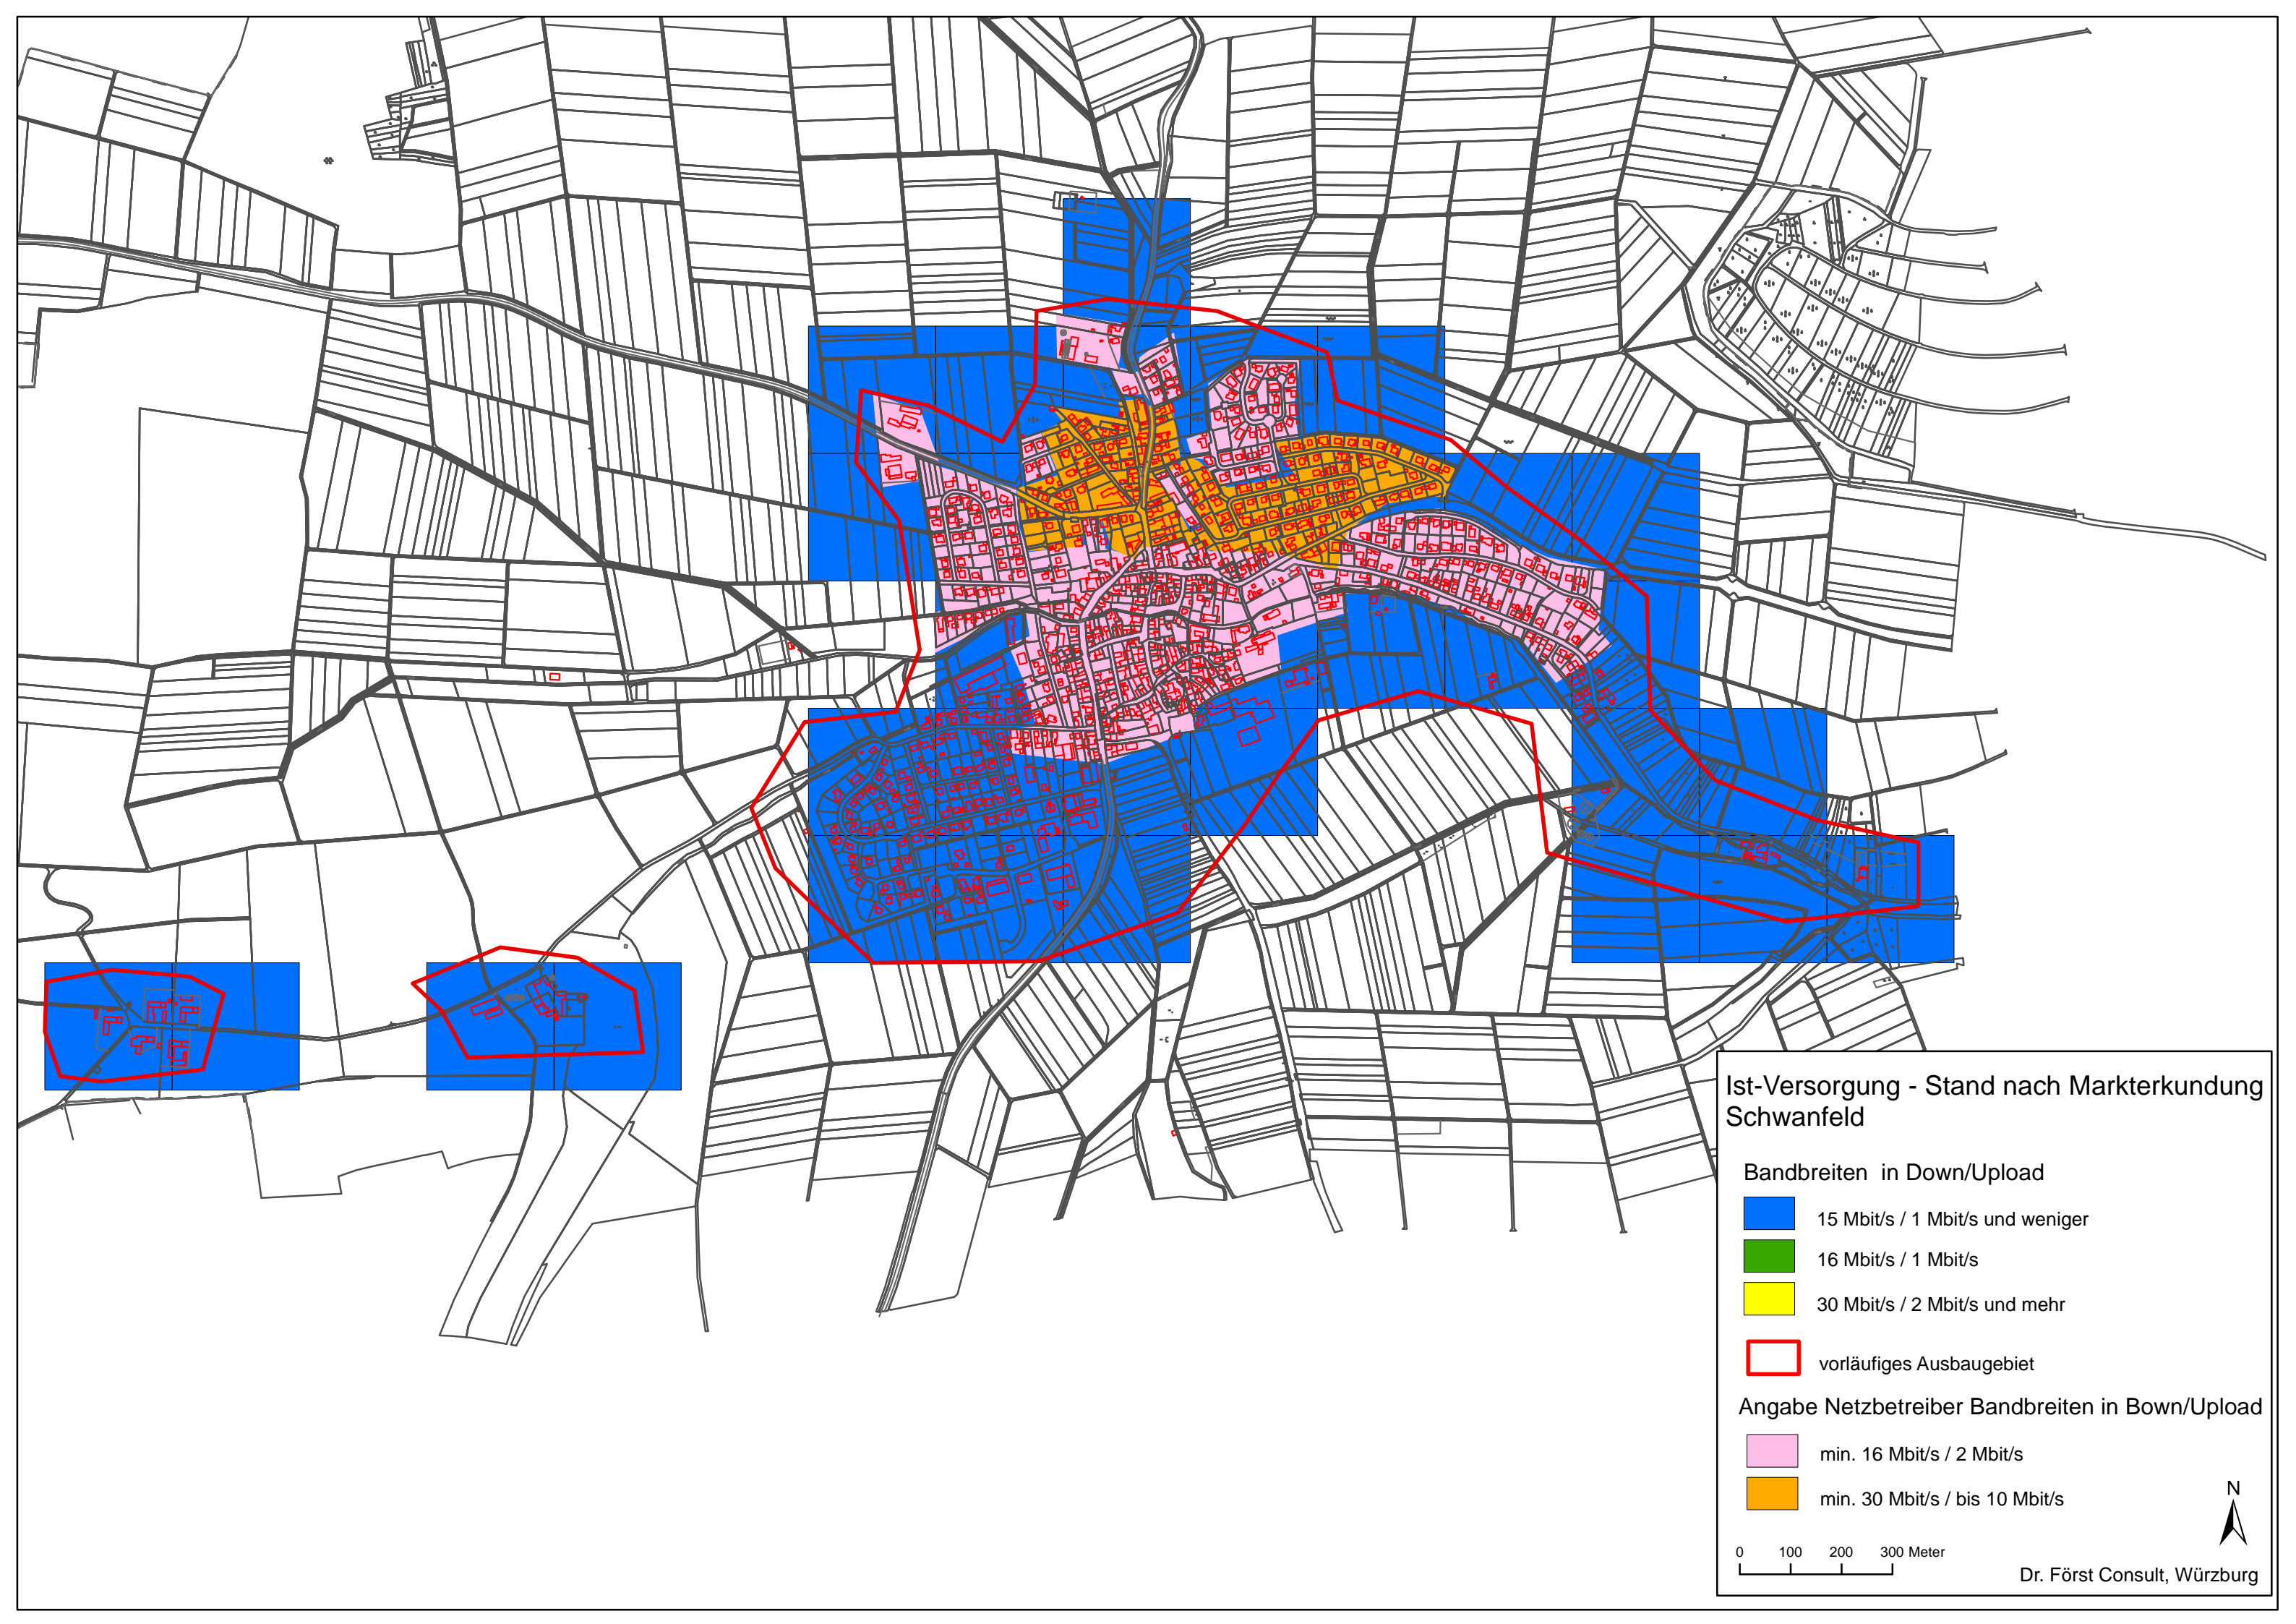 Ist-Versorgung - Stand nach Markterkundung
Schwanfeld
Bandbreiten in Down/Upload
15 Mbit/s / 1 Mbit/s und weniger
16 Mbit/s / 1 Mbit/s
30 Mbit/s / 2 Mbit/s und mehr
vorläufiges Ausbaugebiet
Angabe Netzbetreiber Bandbreiten in Bown/Upload
min. 16 Mbit/s / 2 Mbit/s
min. 30 Mbit/s / bis 10 Mbit/s
N
0 100 200 300 Meter
Dr. Först Consult, Würzburg